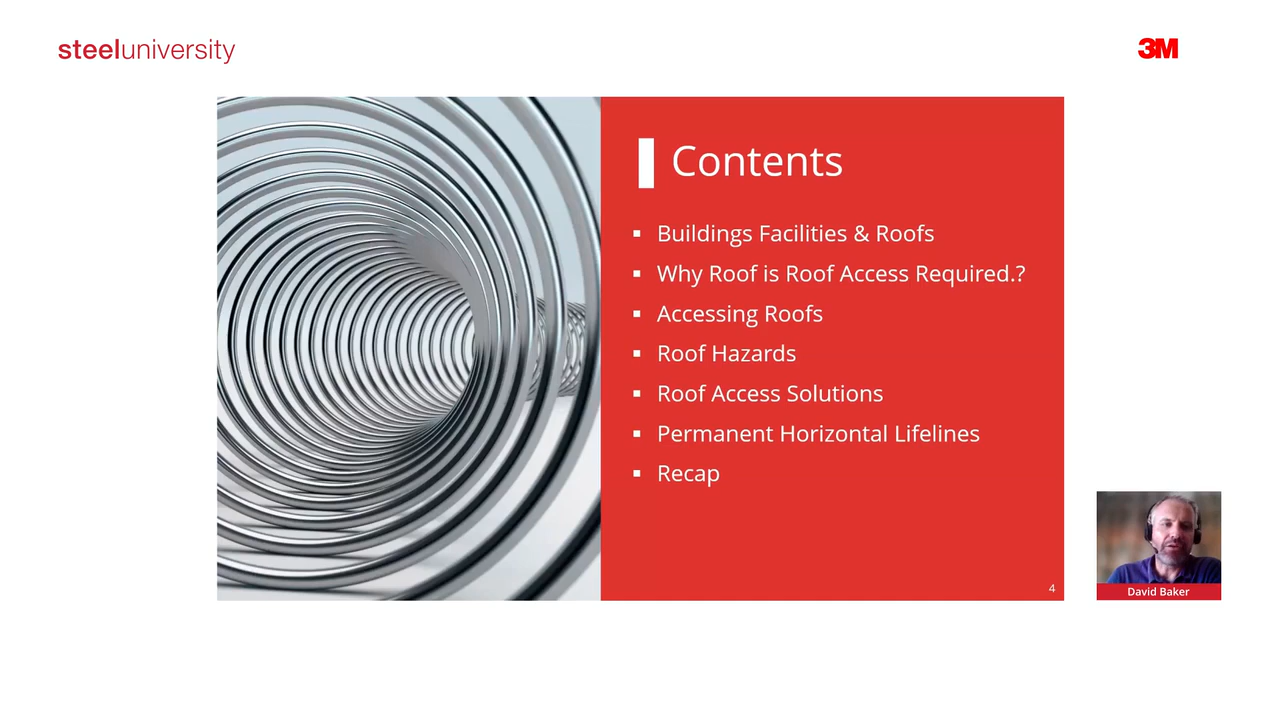 steeluniversity
3M
Contents
▪ Buildings Facilities & Roofs
▪ Why Roof is Roof Access Required.?
▪ Accessing Roofs
▪ Roof Hazards
▪ Roof Access Solutions
▪ Permanent Horizontal Lifelines
▪ Recap
4
David Baker